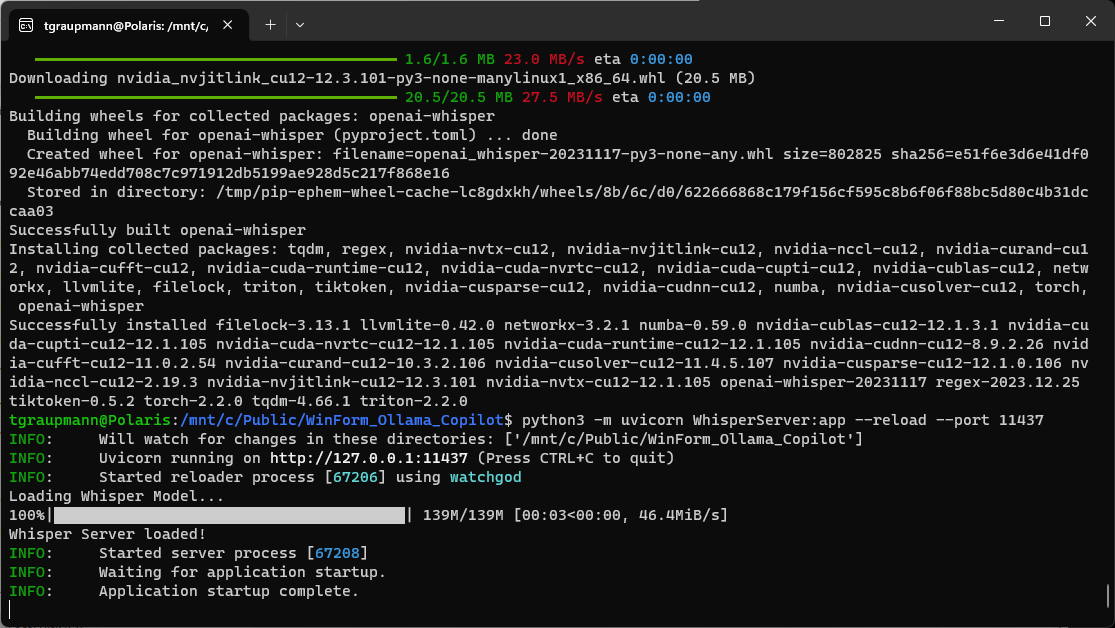 tgraupmann@Polaris: /mnt/c/
1.6/1.6 MB 23.0 MB/s eta 0:00:00
Downloading nvidia_nvjitlink_cu12-12.3.101-py3-none-manylinux1_x86_64.whl (20.5 MB)
20.5/20.5 MB 27.5 MB/s eta 0:00:00
Building wheels for collected packages: openai-whisper
  Building wheel for openai-whisper (pyproject.toml) ... done
  Created wheel for openai-whisper: filename=openai_whisper-20231117-py3-none-any.whl size=802825 sha256=e51f6e3d6e41df0
92e46abb74edd708c7c971912db5199ae928d5c217f868e16
  Stored in directory: /tmp/pip-ephem-wheel-cache-lc8gdxkh/wheels/8b/6c/d0/622666868c179f156cf595c8b6f06f88bc5d80c4b31dc
caa03
Successfully built openai-whisper
Installing collected packages: tqdm, regex, nvidia-nvtx-cu12, nvidia-nvjitlink-cu12, nvidia-nccl-cu12, nvidia-curand-cu1
2, nvidia-cufft-cu12, nvidia-cuda-runtime-cu12, nvidia-cuda-nvrtc-cu12, nvidia-cuda-cupti-cu12, nvidia-cublas-cu12, netw
orkx, llvmlite, filelock, triton, tiktoken, nvidia-cusparse-cu12, nvidia-cudnn-cu12, numba, nvidia-cusolver-cu12, torch,
 openai-whisper
Successfully installed filelock-3.13.1 llvmlite-0.42.0 networkx-3.2.1 numba-0.59.0 nvidia-cublas-cu12-12.1.3.1 nvidia-cu
da-cupti-cu12-12.1.105 nvidia-cuda-nvrtc-cu12-12.1.105 nvidia-cuda-runtime-cu12-12.1.105 nvidia-cudnn-cu12-8.9.2.26 nvid
ia-cufft-cu12-11.0.2.54 nvidia-curand-cu12-10.3.2.106 nvidia-cusolver-cu12-11.4.5.107 nvidia-cusparse-cu12-12.1.0.106 nv
idia-nccl-cu12-2.19.3 nvidia-nvjitlink-cu12-12.3.101 nvidia-nvtx-cu12-12.1.105 openai-whisper-20231117 regex-2023.12.25
tiktoken-0.5.2 torch-2.2.0 tqdm-4.66.1 triton-2.2.0
tgraupmann@Polaris:/mnt/c/Public/WinForm_Ollama_Copilot$ python3 -m uvicorn WhisperServer:app --reload --port 11437
INFO:     Will watch for changes in these directories: ['/mnt/c/Public/WinForm_Ollama_Copilot']
INFO:     Uvicorn running on http://127.0.0.1:11437 (Press CTRL+C to quit)
INFO:     Started reloader process [67206] using watchgod
Loading Whisper Model...
100%|| 139M/139M [00:03<00:00, 46.4MiB/s]
Whisper Server loaded!
INFO:     Started server process [67208]
INFO:     Waiting for application startup.
INFO:     Application startup complete.